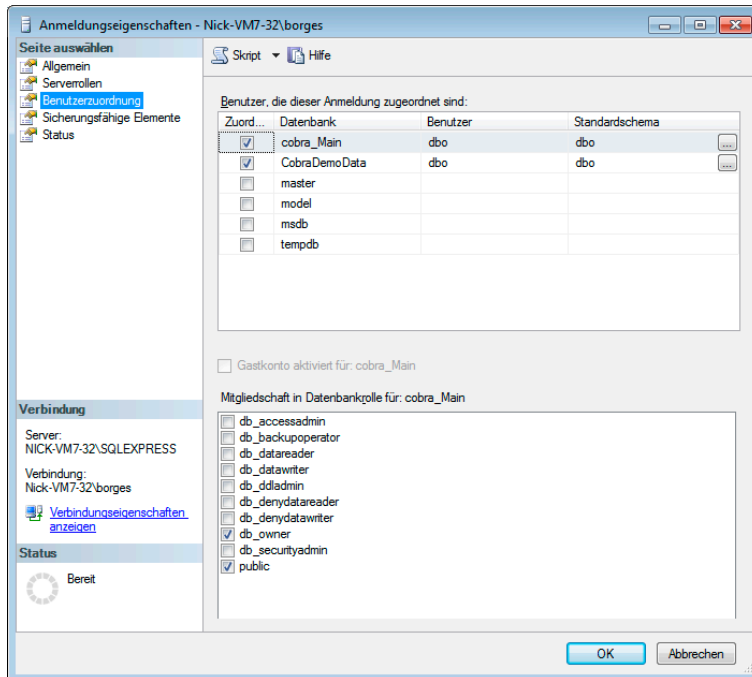 Anmeldungseigenschaften - Nick-VM7-32\borges
Seite auswählen
Allgemein
Serverrollen
Benutzerzuordnung
Sicherungsfähige Elemente
Status
Skript
Hilfe
Benutzer, die dieser Anmeldung zugeordnet sind:
Zuord... Datenbank Benutzer Standardschema
cobra_Main dbo dbo ...
CobraDemoData dbo dbo ...
master
model
msdb
tempdb
Gastkonto aktiviert für: cobra_Main
Mitgliedschaft in Datenbankrolle für: cobra_Main
db_accessadmin
db_backupoperator
db_datareader
db_datawriter
db_ddladmin
db_denydatareader
db_denydatawriter
db_owner
db_securityadmin
public
Verbindung
Server:
NICK-VM7-32\SQLEXPRESS
Verbindung:
Nick-VM7-32\borges
Verbindungseigenschaften
anzeigen
Status
Bereit
OK
Abbrechen